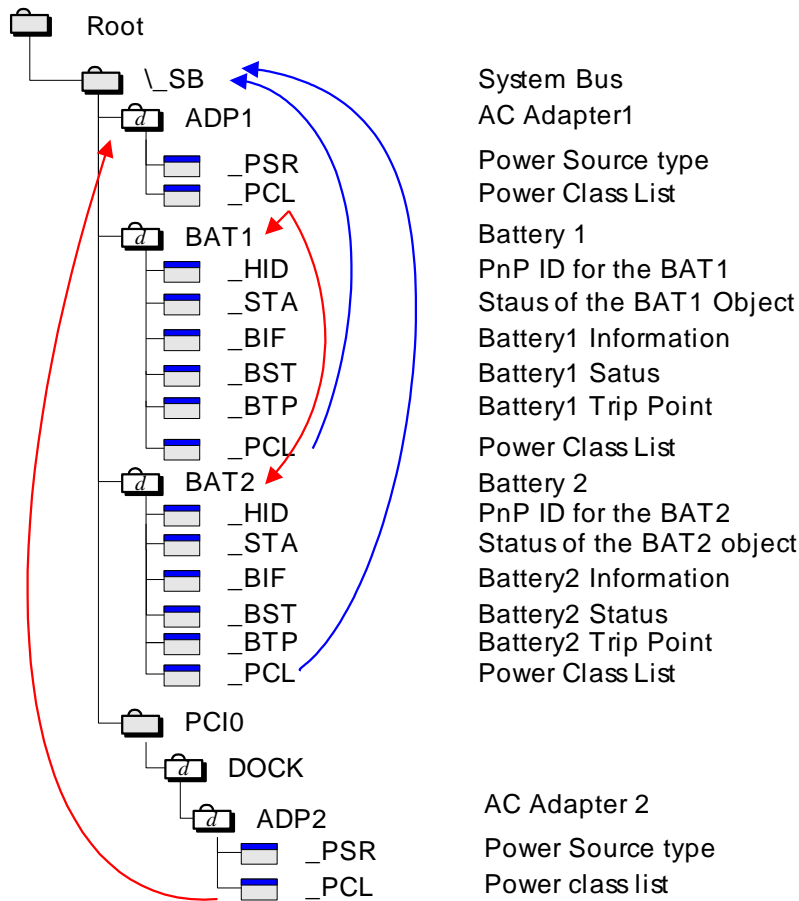 Root
\_SB System Bus
d ADP1 AC Adapter1
_PSR Power Source type
_PCL Power Class List
d BAT1 Battery 1
_HID PnP ID for the BAT1
_STA Staus of the BAT1 Object
_BIF Battery1 Information
_BST Battery1 Satus
_BTP Battery1 Trip Point
_PCL Power Class List
d BAT2 Battery 2
_HID PnP ID for the BAT2
_STA Status of the BAT2 object
_BIF Battery2 Information
_BST Battery2 Status
_BTP Battery2 Trip Point
_PCL Power Class List
PCI0
d DOCK
d ADP2 AC Adapter 2
_PSR Power Source type
_PCL Power class list